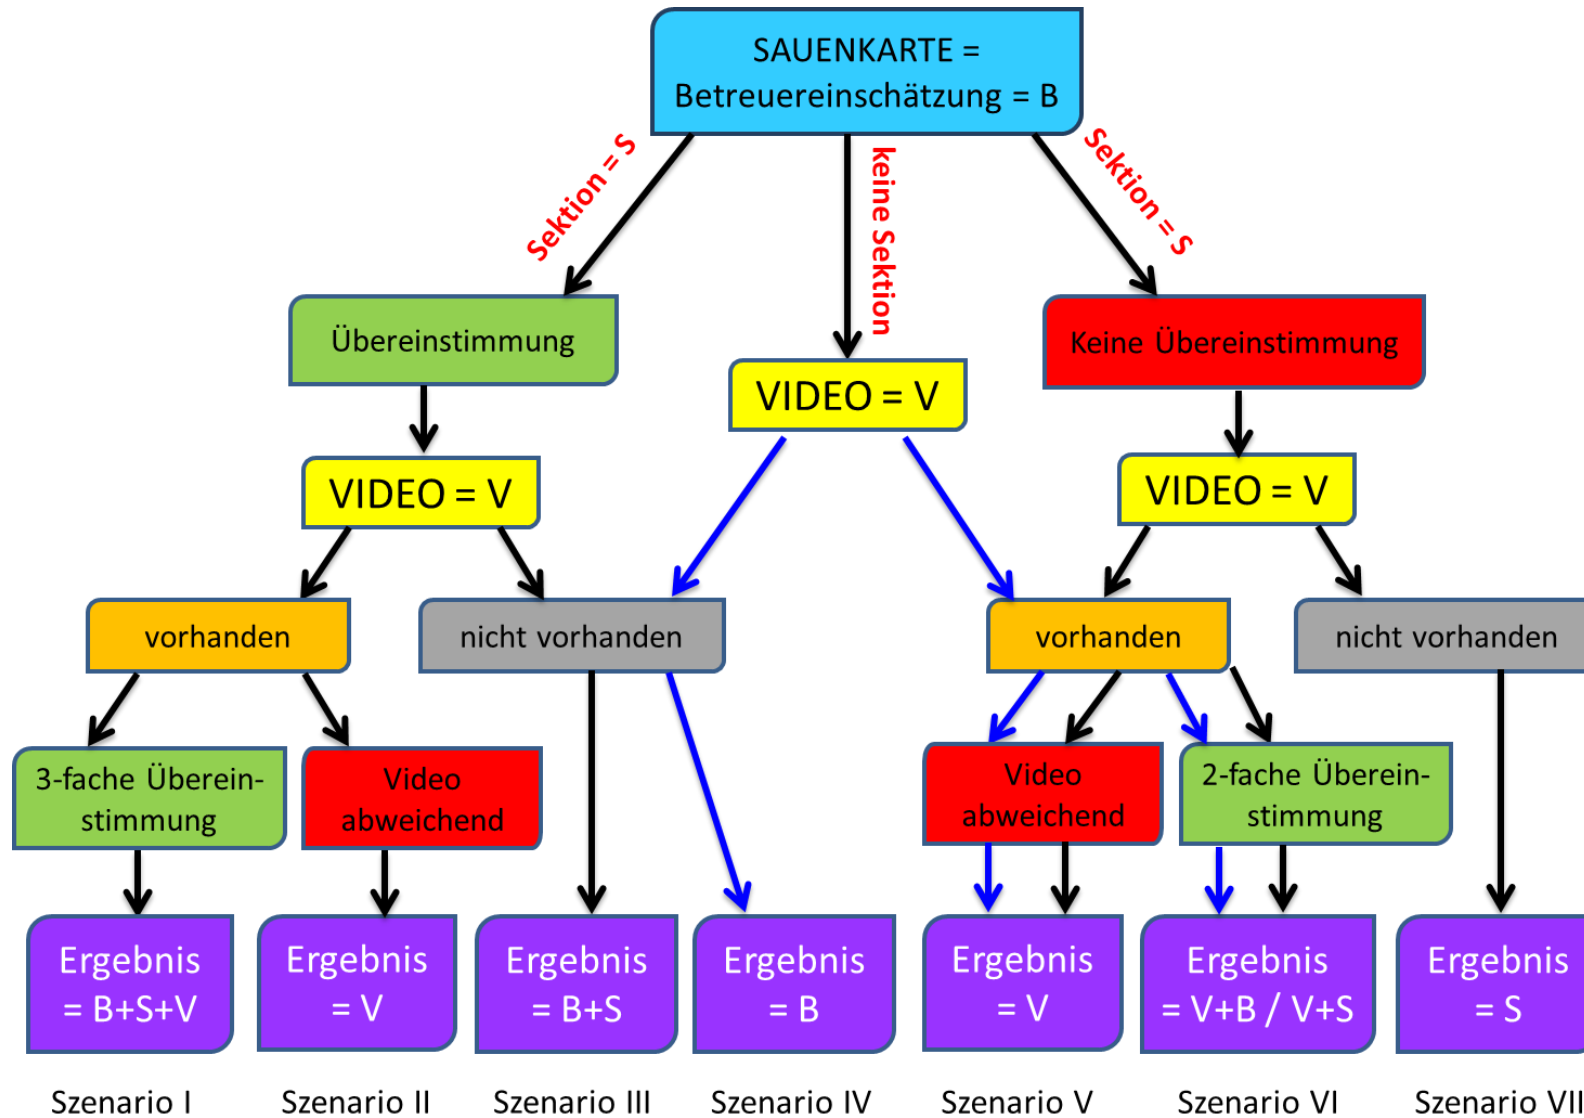 SAUENKARTE =
Betreuereinschätzung = B
Sektion = S
keine Sektion
Sektion = S
Übereinstimmung
VIDEO = V
Keine Übereinstimmung
VIDEO = V
VIDEO = V
vorhanden
nicht vorhanden
vorhanden
nicht vorhanden
3-fache Überein-
stimmung
Video
abweichend
Video
abweichend
2-fache Überein-
stimmung
Ergebnis
= B+S+V
Ergebnis
= V
Ergebnis
= B+S
Ergebnis
= B
Ergebnis
= V
Ergebnis
= V+B / V+S
Ergebnis
= S
Szenario I
Szenario II
Szenario III
Szenario IV
Szenario V
Szenario VI
Szenario VII